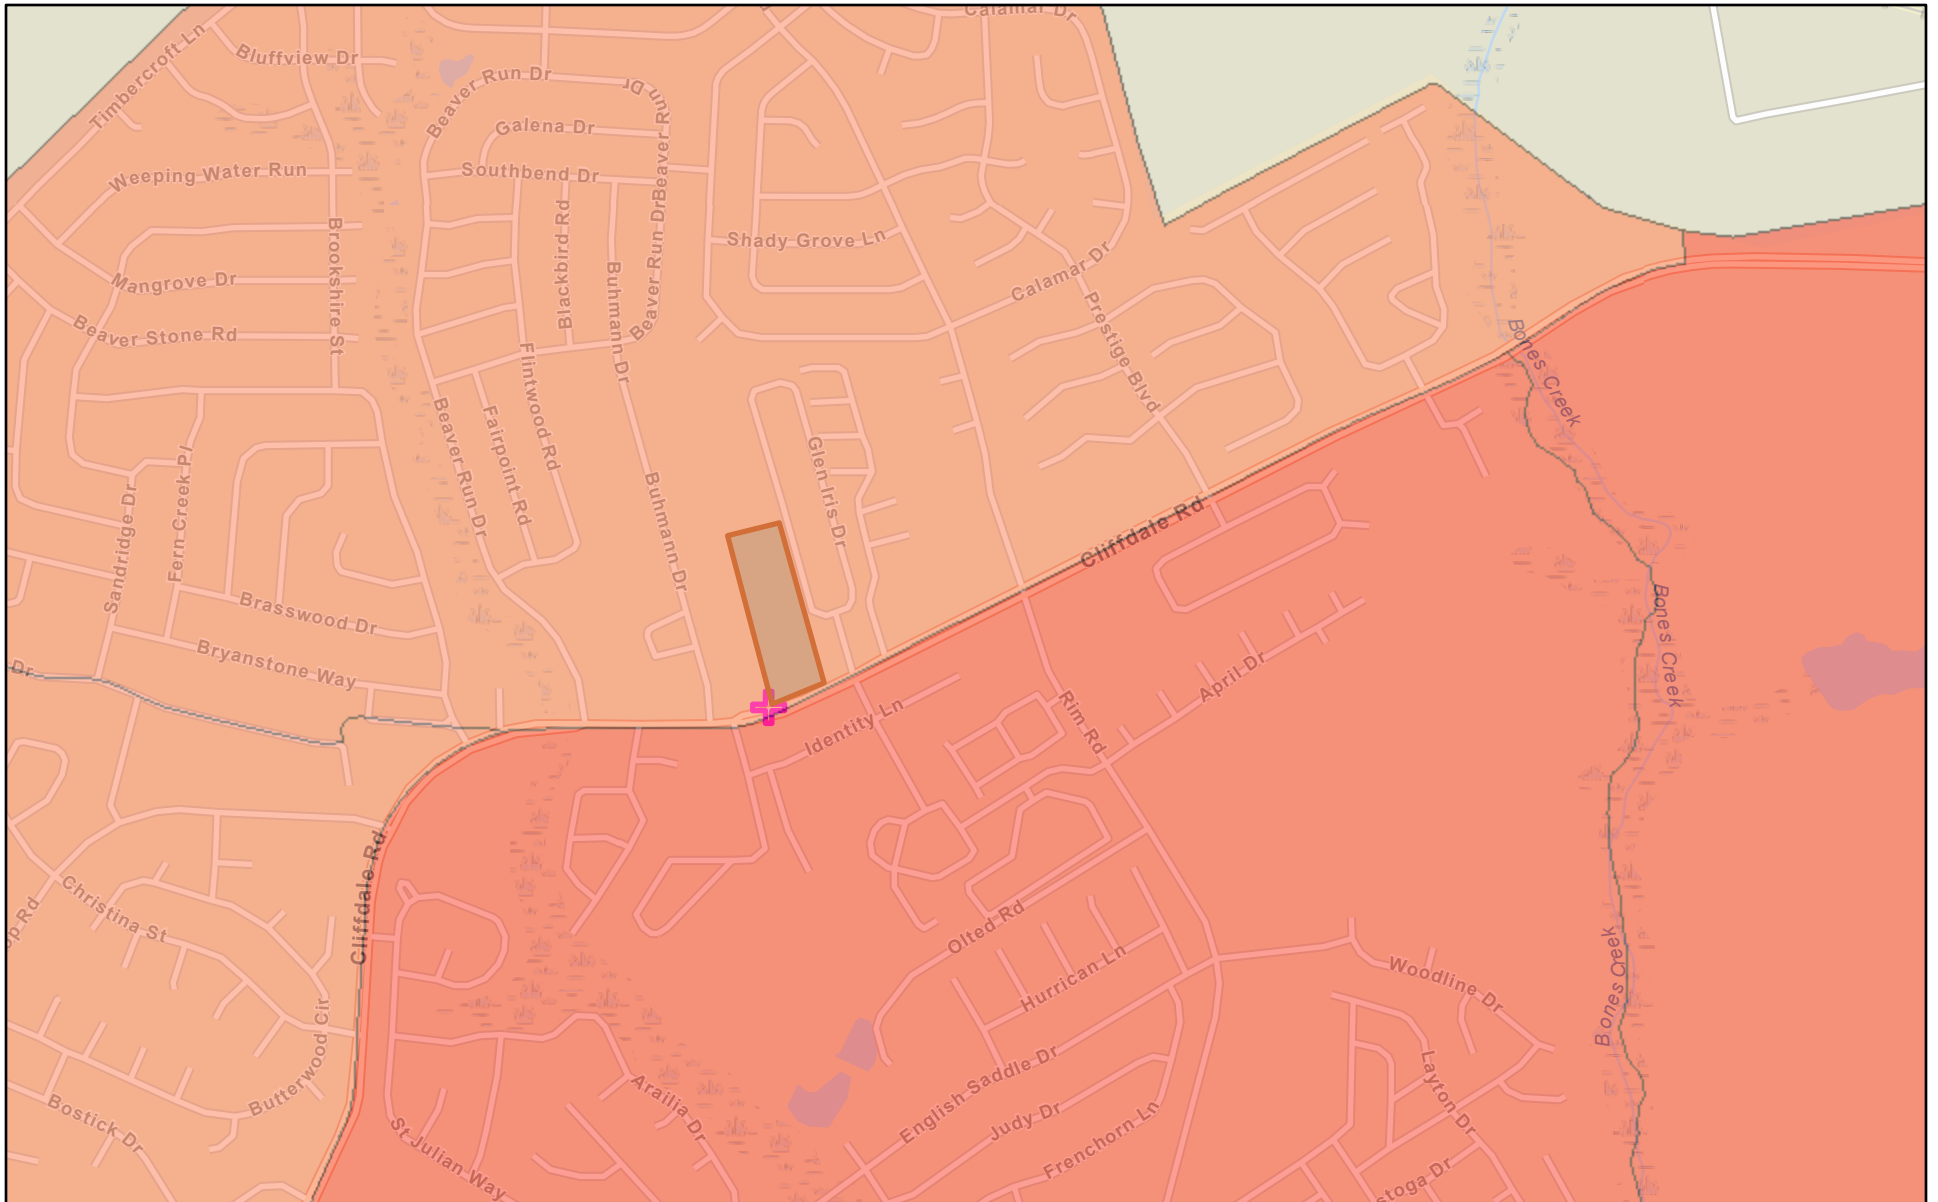 Calamar Dr
Timbercroft Ln
Bluffview Dr
Beaver Run Dr
Run Dr
Galena Dr
Beaver R
Southbend Dr
Weeping Water Run
Brookshire St
Blackbird Rd
Beaver Run Dr
Shady Grove Ln
Calamar Dr
Mangrove Dr
Buhmann Dr
Beaver Run Dr
Beaver Stone Rd
Prestige Blvd
Bones Creek
Flintwood Rd
Fairpoint Rd
Beaver Run Dr
Glen Iris Dr
Fern Creek Pl
Sandridge Dr
Buhmann Dr
Cliffdale Rd
Brasswood Dr
Bryanstone Way
Bones Creek
Dr
April Dr
Identity Ln
Rim Rd
Cliffdale Rd
Christina St
op Rd
Olted Rd
Hurrican Ln
Woodline Dr
Bones Creek
Butterwood Cir
English Saddle Dr
Layton Dr
Bostick Dr
Arailia Dr
Judy Dr
Frenchorn Ln
St Julian Way
stoga Dr